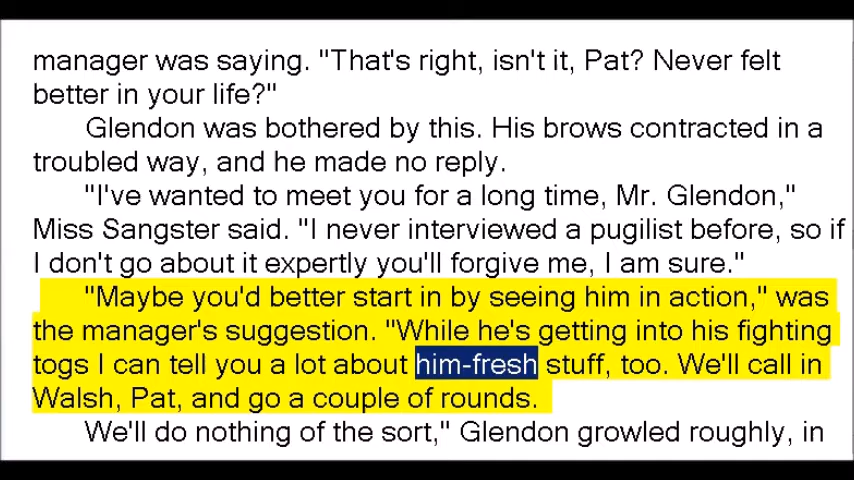 manager was saying. "That's right, isn't it, Pat? Never felt
better in your life?"
Glendon was bothered by this. His brows contracted in a
troubled way, and he made no reply.
"I've wanted to meet you for a long time, Mr. Glendon,"
Miss Sangster said. "I never interviewed a pugilist before, so if
I don't go about it expertly you'll forgive me, I am sure."
"Maybe you'd better start in by seeing him in action," was
the manager's suggestion. "While he's getting into his fighting
togs I can tell you a lot about him-fresh stuff, too. We'll call in
Walsh, Pat, and go a couple of rounds.
We'll do nothing of the sort," Glendon growled roughly, in